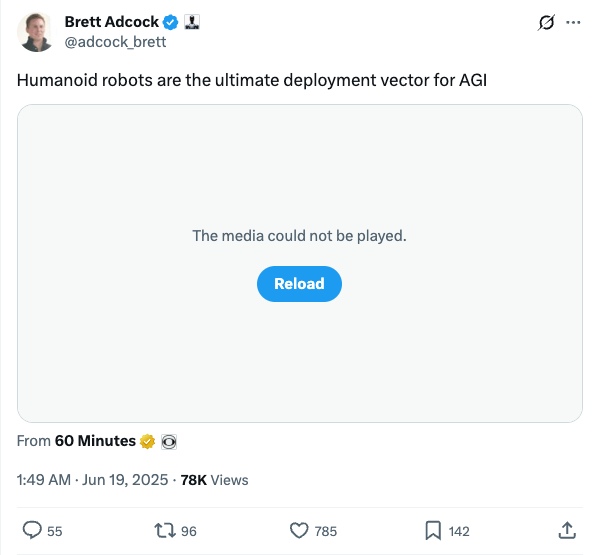 Brett Adcock
@adcock_brett
Humanoid robots are the ultimate deployment vector for AGI
The media could not be played.
Reload
From 60 Minutes
1:49 AM · Jun 19, 2025 · 78K Views
55 96 785 142